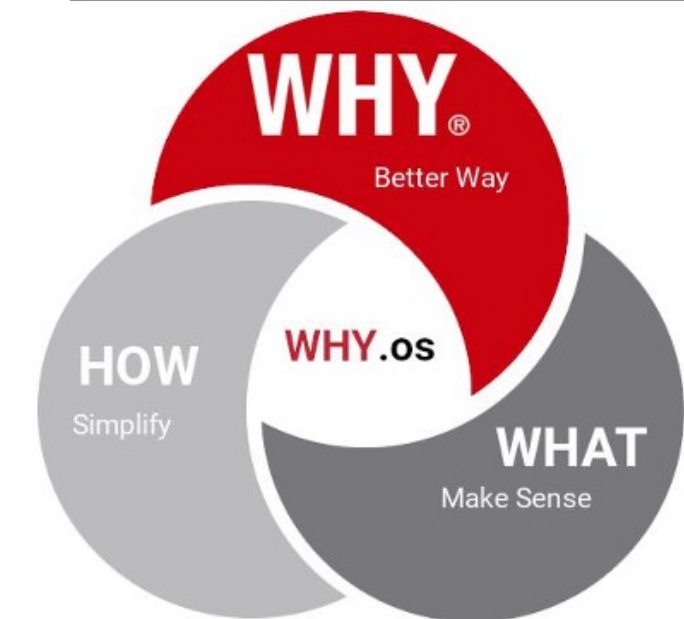 WHY®
Better Way
WHY.os
HOW
Simplify
WHAT
Make Sense